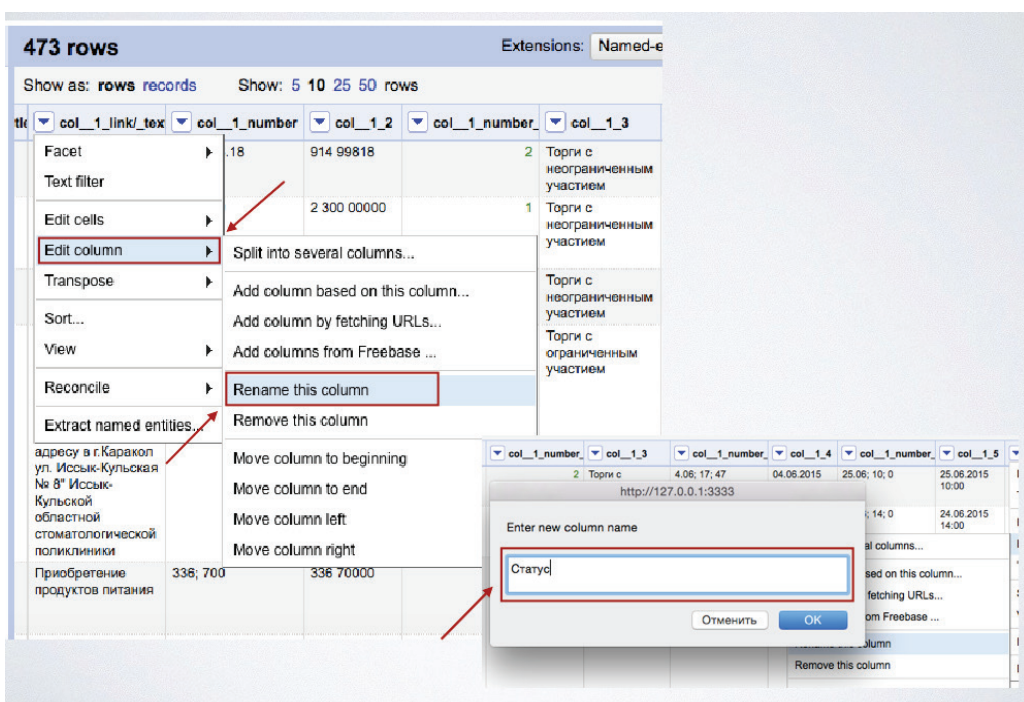 473 rows
Extensions: Named-e
Show as: rows records Show: 5 10 25 50 rows
col__1_link/_tex col__1_number col__1_2 col__1_number_ col__1_3
Facet
.18
914 99818
2
Торги с
неограниченным
участием
Text filter
Edit cells
2 300 00000
1
Торги с
неограниченным
участием
Edit column
Split into several columns...
Transpose
Add column based on this column...
Торги с
неограниченным
участием
Sort...
Add column by fetching URLs...
View
Add columns from Freebase ...
Торги с
ограниченным
участием
Reconcile
Rename this column
Extract named entities...
Remove this column
адресу в г.Каракол
ул. Иссык-Кульская
№ 8" Иссык-
Кульской
областной
стоматологической
поликлиники
Move column to beginning
Move column to end
Move column left
Move column right
Приобретение
продуктов питания
336; 700
336 70000
col__1_number_ col__1_3 col__1_number_ col__1_4 col__1_number_ col__1_5
2
Торги с
4.06; 17; 47
04.06.2015
25.06; 10; 0
25.06.2015
10:00
http://127.0.0.1:3333
; 14; 0
24.06.2015
14:00
Enter new column name
al columns...
Статус
sed on this column...
fetching URLs...
om Freebase ...
Отменить
OK
Remove this column